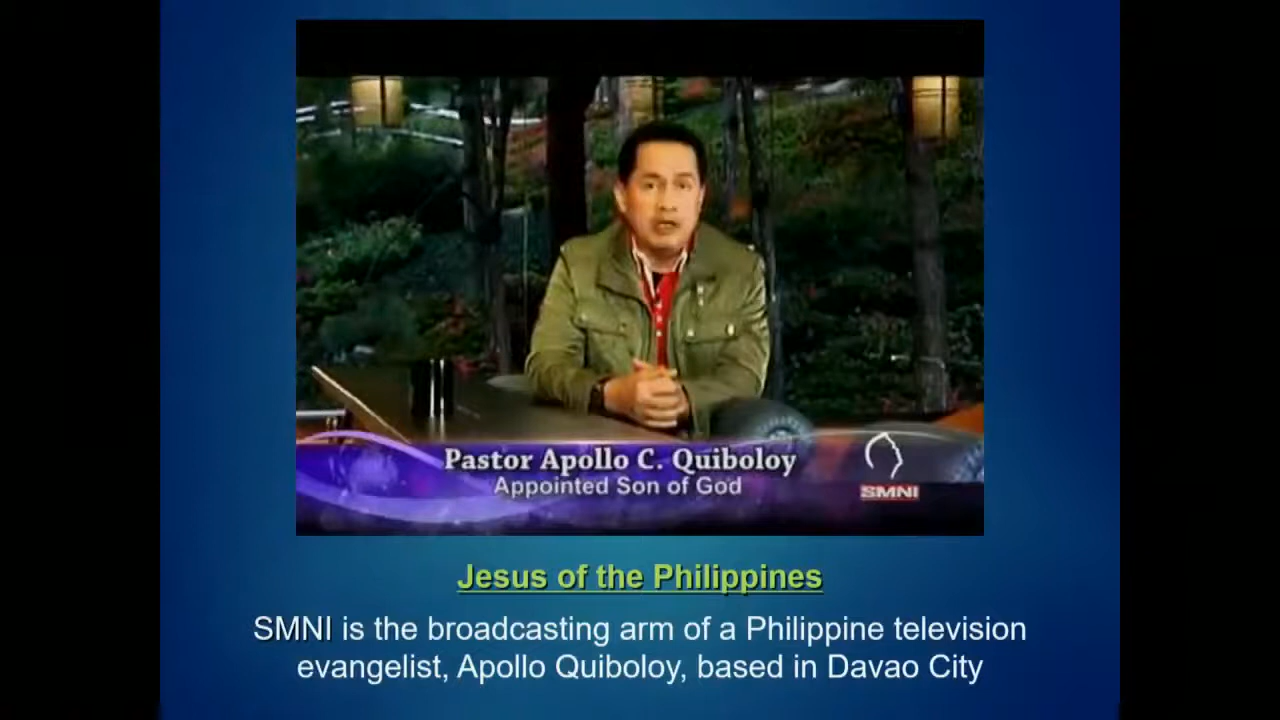 Pastor Apollo C. Quiboloy
Appointed Son of God
SMNI
Jesus of the Philippines
SMNI is the broadcasting arm of a Philippine television
evangelist, Apollo Quiboloy, based in Davao City